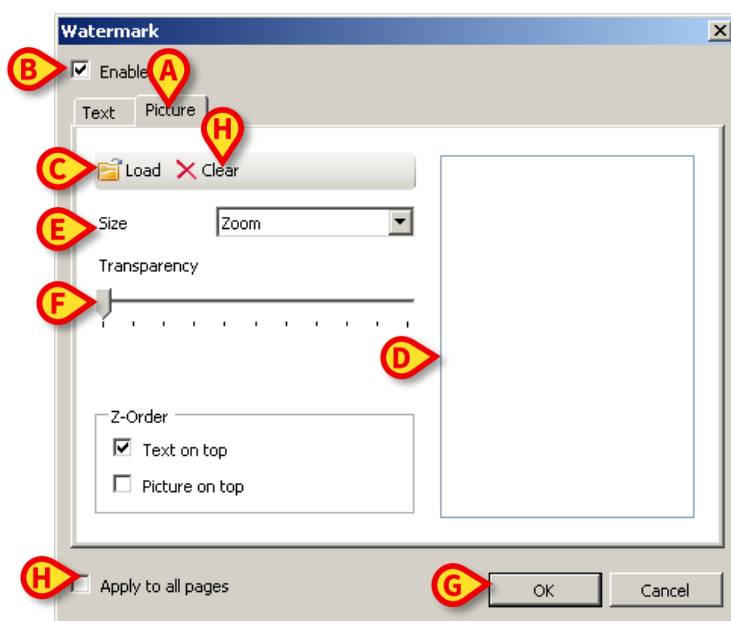 Watermark
B Enable A
Text Picture
H
C Load Clear
E Size Zoom
Transparency
F
D
Z-Order
Text on top
Picture on top
H Apply to all pages G OK Cancel